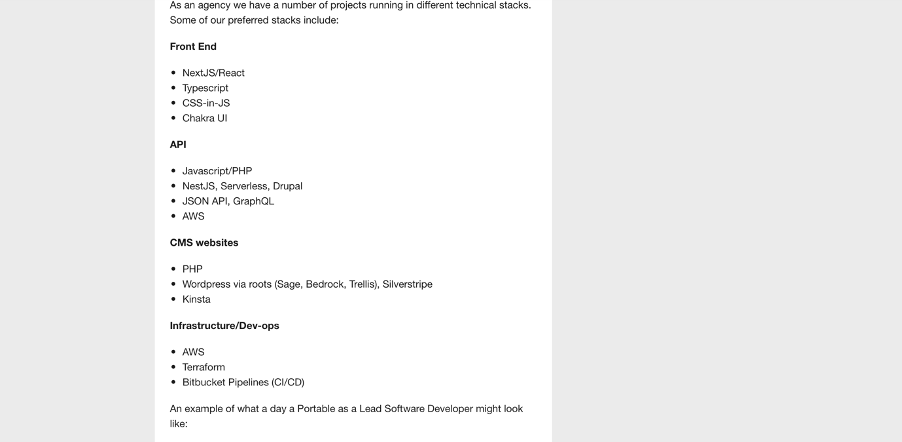 As an agency we have a number of projects running in different technical stacks.
Some of our preferred stacks include:
Front End
• NextJS/React
• Typescript
• CSS-in-JS
• Chakra UI
API
• Javascript/PHP
• NestJS, Serverless, Drupal
• JSON API, GraphQL
• AWS
CMS websites
• PHP
• Wordpress via roots (Sage, Bedrock, Trellis), Silverstripe
• Kinsta
Infrastructure/Dev-ops
• AWS
• Terraform
• Bitbucket Pipelines (CI/CD)
An example of what a day a Portable as a Lead Software Developer might look
like: